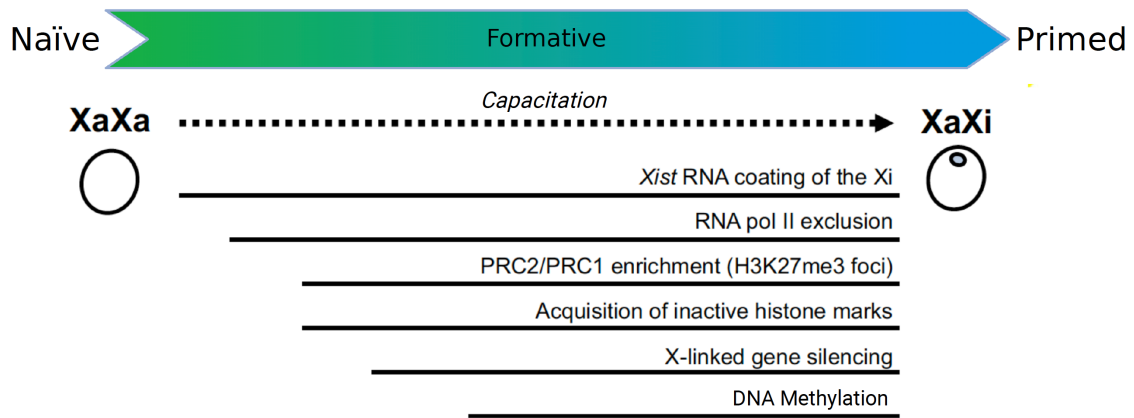 Naïve
Formative
Primed
Capacitation
XaXa
XaXi
Xist RNA coating of the Xi
RNA pol II exclusion
PRC2/PRC1 enrichment (H3K27me3 foci)
Acquisition of inactive histone marks
X-linked gene silencing
DNA Methylation